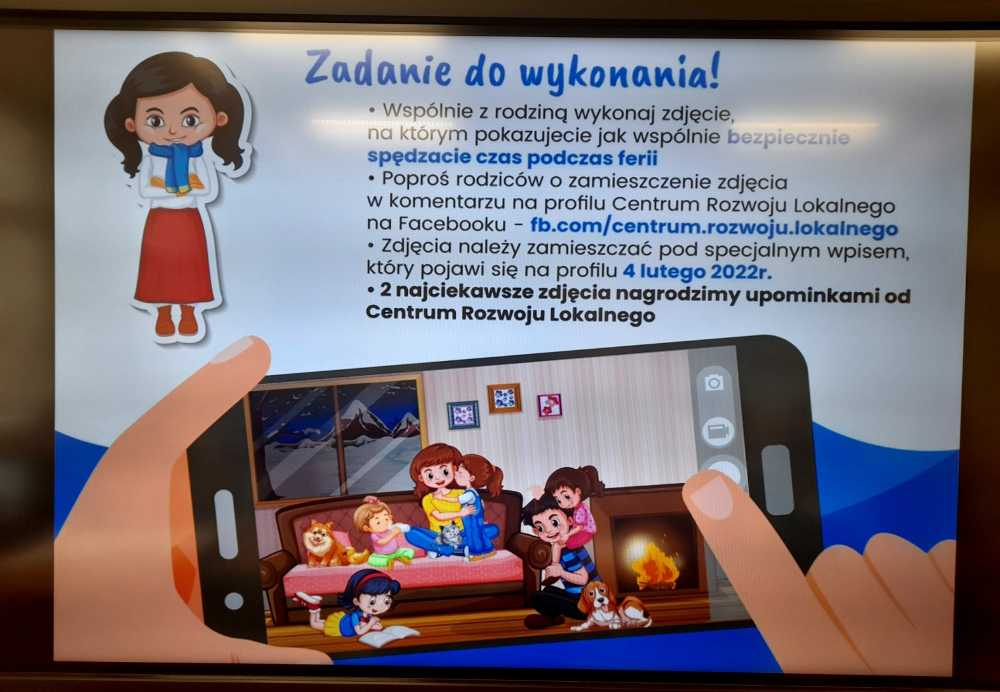 Zadanie do wykonania!
• Wspólnie z rodziną wykonaj zdjęcie,
na którym pokazujecie jak wspólnie bezpiecznie
spędzacie czas podczas ferii
• Poproś rodziców o zamieszczenie zdjęcia
w komentarzu na profilu Centrum Rozwoju Lokalnego
na Facebooku - fb.com/centrum.rozwoju.lokalnego
• Zdjęcia należy zamieszczać pod specjalnym wpisem,
który pojawi się na profilu 4 lutego 2022r.
• 2 najciekawsze zdjęcia nagrodzimy upominkami od
Centrum Rozwoju Lokalnego